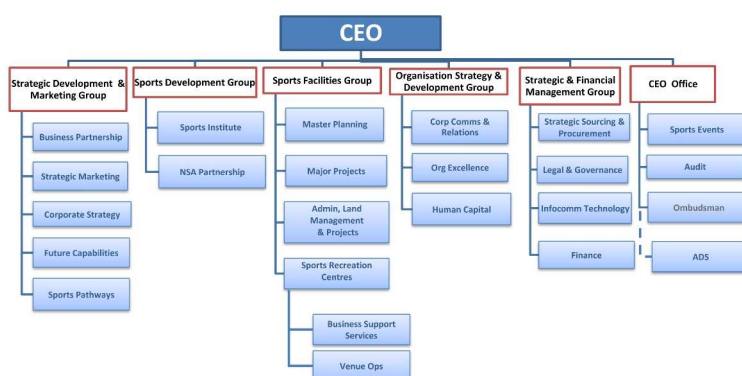 CEO
Strategic Development &
Marketing Group
Sports Development Group
Sports Facilities Group
Organisation Strategy &
Development Group
Strategic & Financial
Management Group
CEO Office
Business Partnership
Strategic Marketing
Corporate Strategy
Future Capabilities
Sports Pathways
Sports Institute
NSA Partnership
Master Planning
Major Projects
Admin, Land
Management
& Projects
Sports Recreation
Centres
Business Support
Services
Venue Ops
Corp Comms &
Relations
Org Excellence
Human Capital
Strategic Sourcing &
Procurement
Legal & Governance
Infocomm Technology
Finance
Sports Events
Audit
Ombudsman
ADS